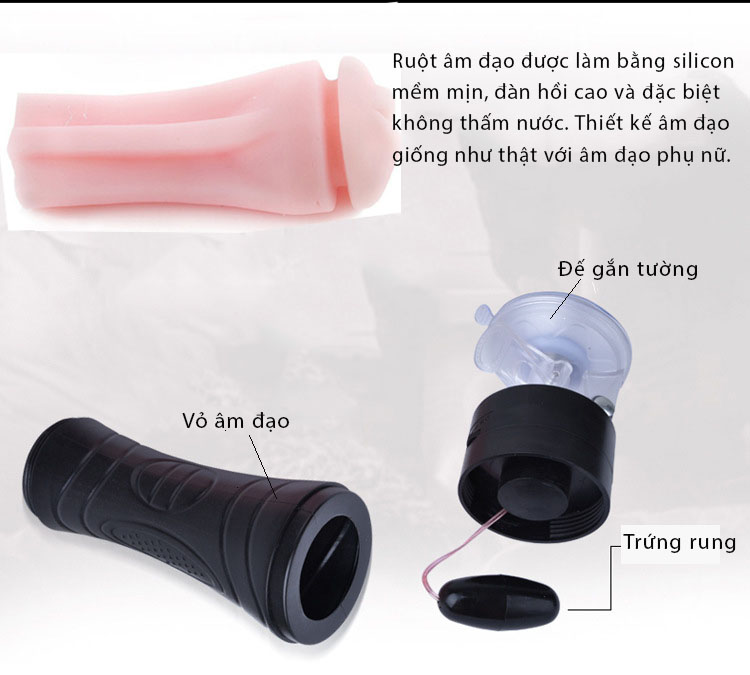 Ruột âm đạo được làm bằng silicon
mềm mịn, đàn hồi cao và đặc biệt
không thấm nước. Thiết kế âm đạo
giống như thật với âm đạo phụ nữ.
Đế gắn tường
Vỏ âm đạo
Trứng rung